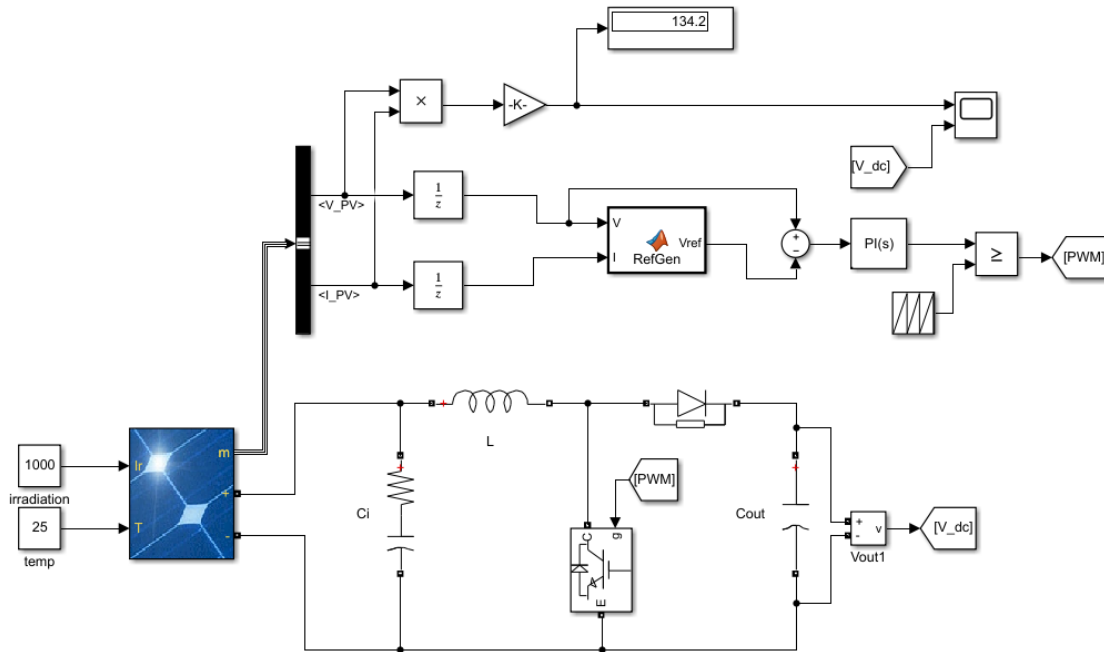 134.2
×
-K-
[V_dc]
<V_PV>
1
z
V
Vref
RefGen
I
+
−
PI(s)
≥
[PWM]
<I_PV>
1
z
L
1000
irradiation
25
temp
Ir
T
m
+
-
+
Ci
+
[PWM]
g
C
E
+
Cout
+
-
v
Vout1
[V_dc]